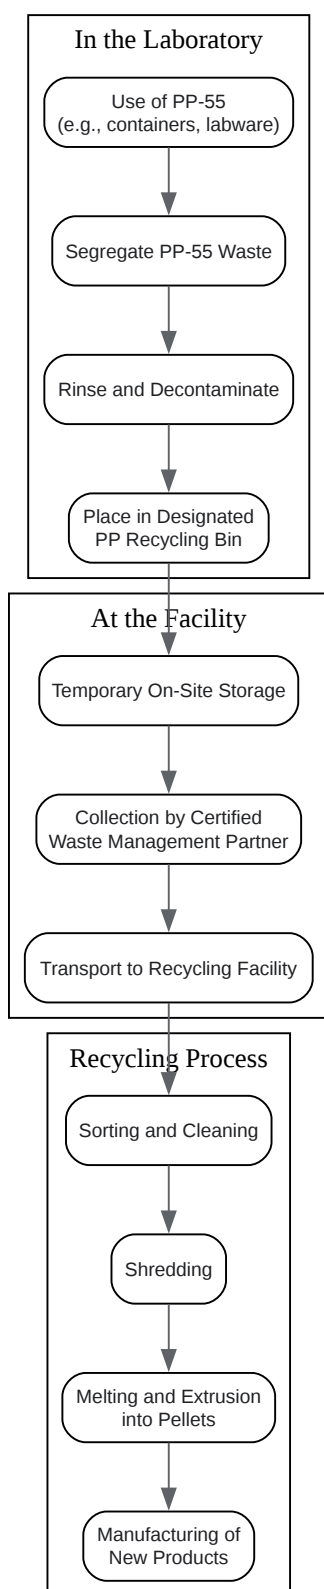 In the Laboratory
Use of PP-55
(e.g., containers, labware)
Segregate PP-55 Waste
Rinse and Decontaminate
Place in Designated
PP Recycling Bin
At the Facility
Temporary On-Site Storage
Collection by Certified
Waste Management Partner
Transport to Recycling Facility
Recycling Process
Sorting and Cleaning
Shredding
Melting and Extrusion
into Pellets
Manufacturing of
New Products